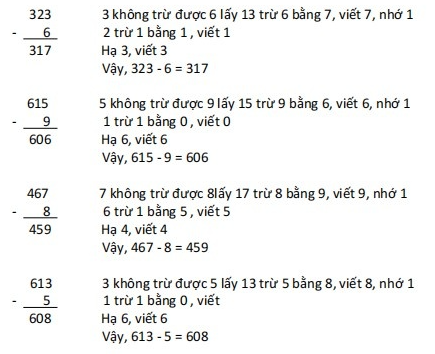 323 3 không trừ được 6 lấy 13 trừ 6 bằng 7, viết 7, nhớ 1
- 6 2 trừ 1 bằng 1 , viết 1
317 Hạ 3, viết 3
Vậy, 323 - 6 = 317
615 5 không trừ được 9 lấy 15 trừ 9 bằng 6, viết 6, nhớ 1
- 9 1 trừ 1 bằng 0 , viết 0
606 Hạ 6, viết 6
Vậy, 615 - 9 = 606
467 7 không trừ được 8lấy 17 trừ 8 bằng 9, viết 9, nhớ 1
- 8 6 trừ 1 bằng 5 , viết 5
459 Hạ 4, viết 4
Vậy, 467 - 8 = 459
613 3 không trừ được 5 lấy 13 trừ 5 bằng 8, viết 8, nhớ 1
- 5 1 trừ 1 bằng 0 , viết
608 Hạ 6, viết 6
Vậy, 613 - 5 = 608